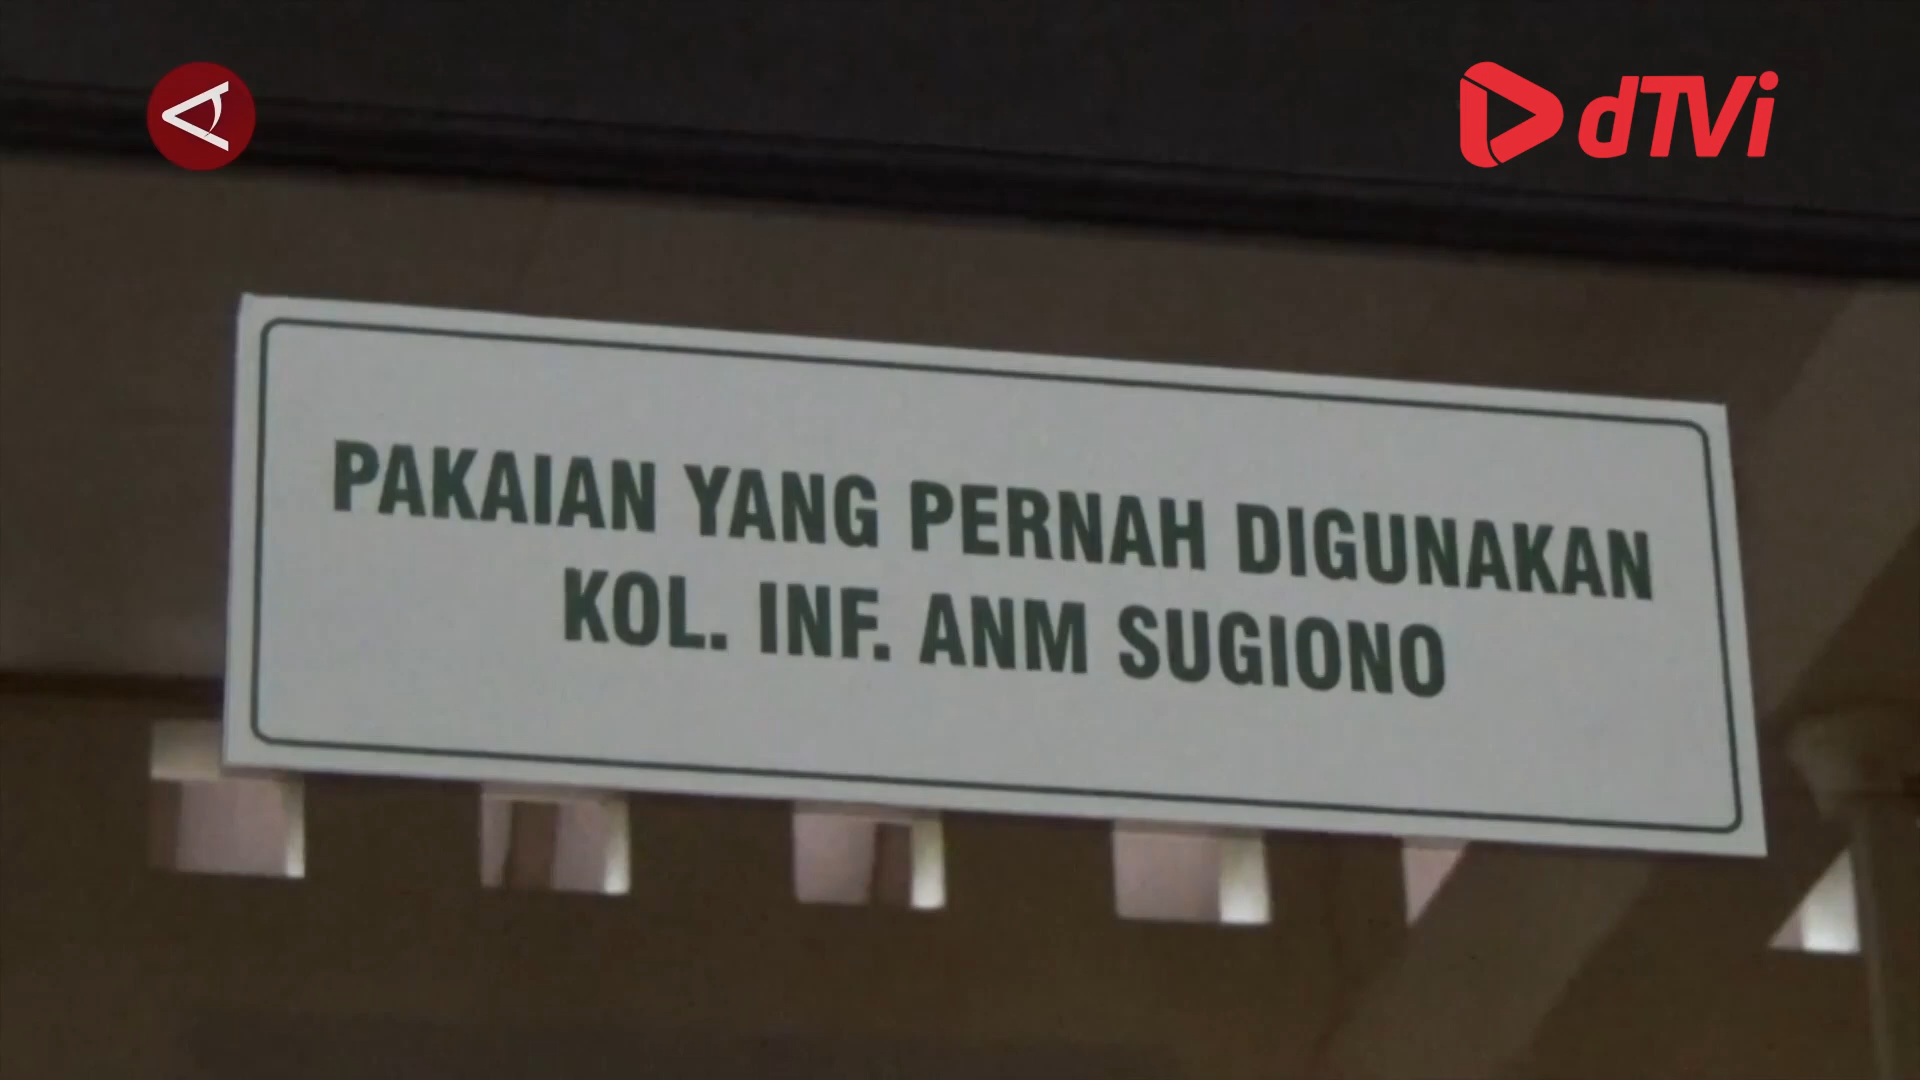 dTVi
PAKAIAN YANG PERNAH DIGUNAKAN
KOL. INF. ANM SUGIONO